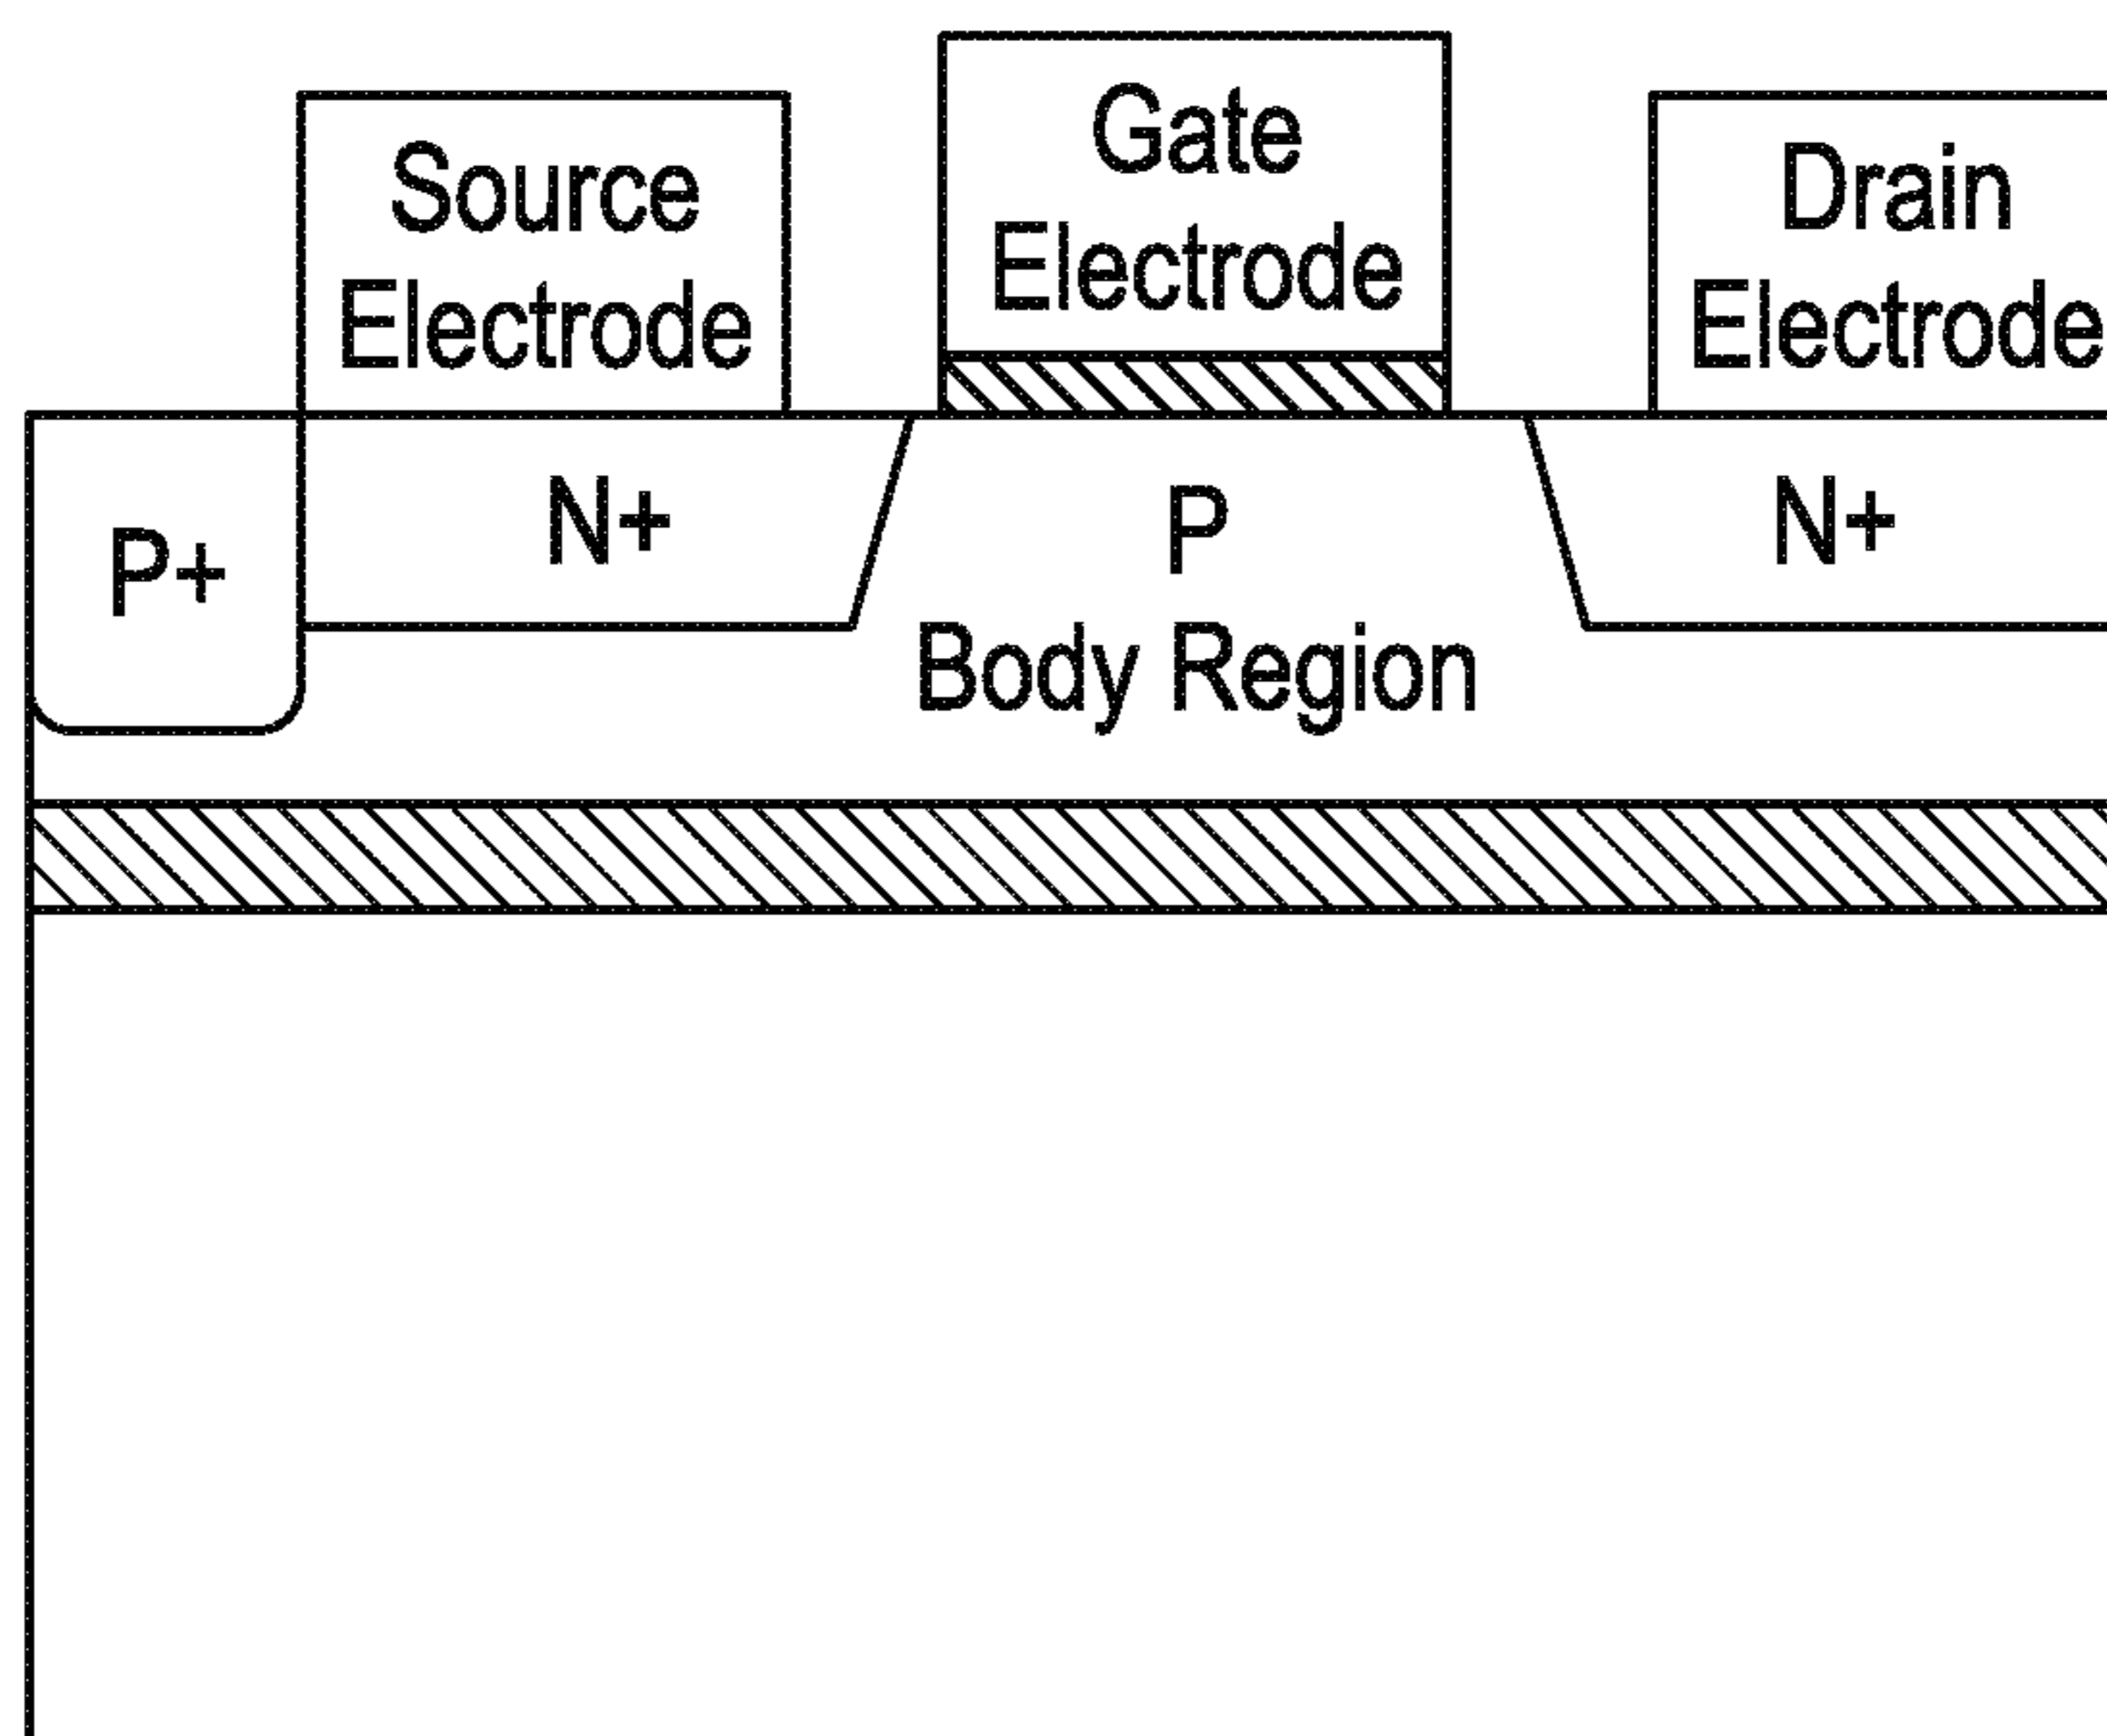 Source
Electrode
Gate
Electrode
Drain
Electrode
P+
N+
P
Body Region
N+